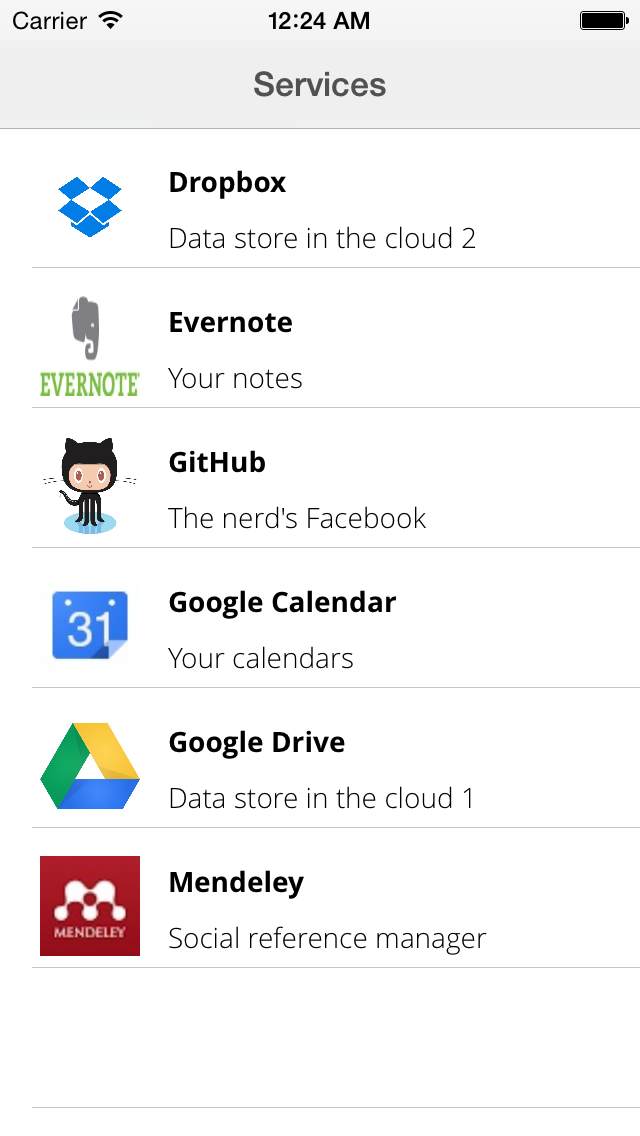 Carrier 12:24 AM
Services
Dropbox
Data store in the cloud 2
EVERNOTE
Evernote
Your notes
GitHub
The nerd's Facebook
31
Google Calendar
Your calendars
Google Drive
Data store in the cloud 1
MENDELEY
Mendeley
Social reference manager